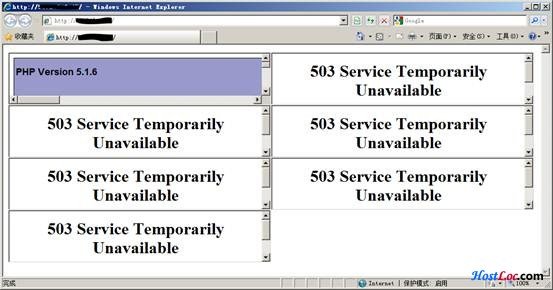 http:// / - Windows Internet Explorer
http://
Google
收藏夹
http://
页面(P) 安全(S) 工具(O)
PHP Version 5.1.6
503 Service Temporarily
Unavailable
503 Service Temporarily
Unavailable
503 Service Temporarily
Unavailable
503 Service Temporarily
Unavailable
503 Service Temporarily
Unavailable
503 Service Temporarily
Unavailable
HostLoc.com
完成
Internet | 保护模式: 启用
100%